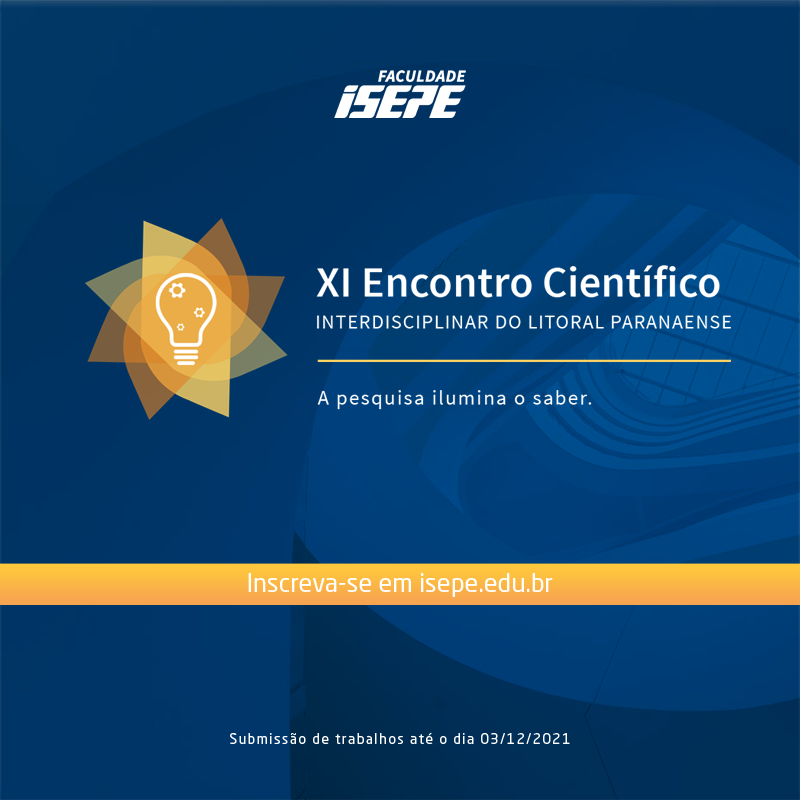 FACULDADE
ISEPE
XI Encontro Científico
INTERDISCIPLINAR DO LITORAL PARANAENSE
A pesquisa ilumina o saber.
Inscreva-se em isepe.edu.br
Submissão de trabalhos até o dia 03/12/2021